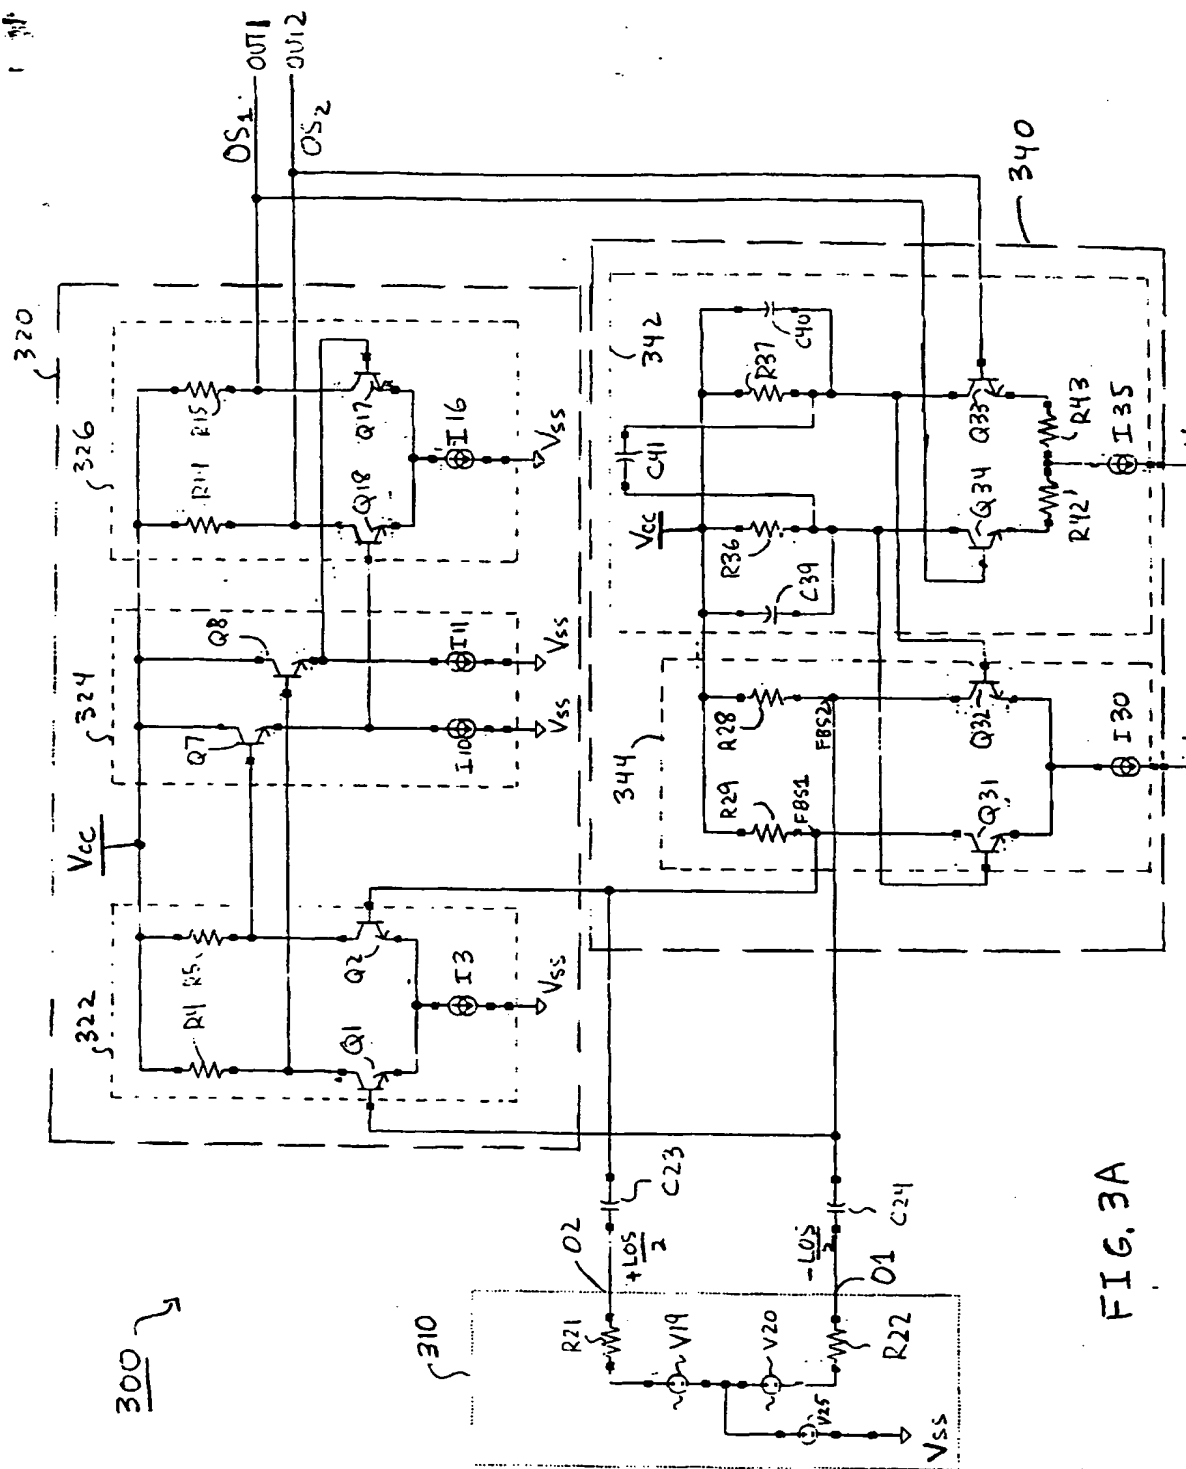 300
310
R21
V19
V20
V25
Vss
R22
O2
+LOS/2
C23
-LOS/2
O1
C24
320
322
R4
R5
Q1
Q2
I3
Vss
Vcc
324
Q7
Q8
I10
I11
Vss
Vss
326
R14
R15
Q18
Q17
I16
Vss
OS1
OS2
OUT1
OUT2
340
342
Vcc
C41
R36
C39
R37
C40
Q34
Q33
R42'
R43
I35
344
R29
R28
FBS1
FBS2
Q31
Q32
I30
FIG. 3A